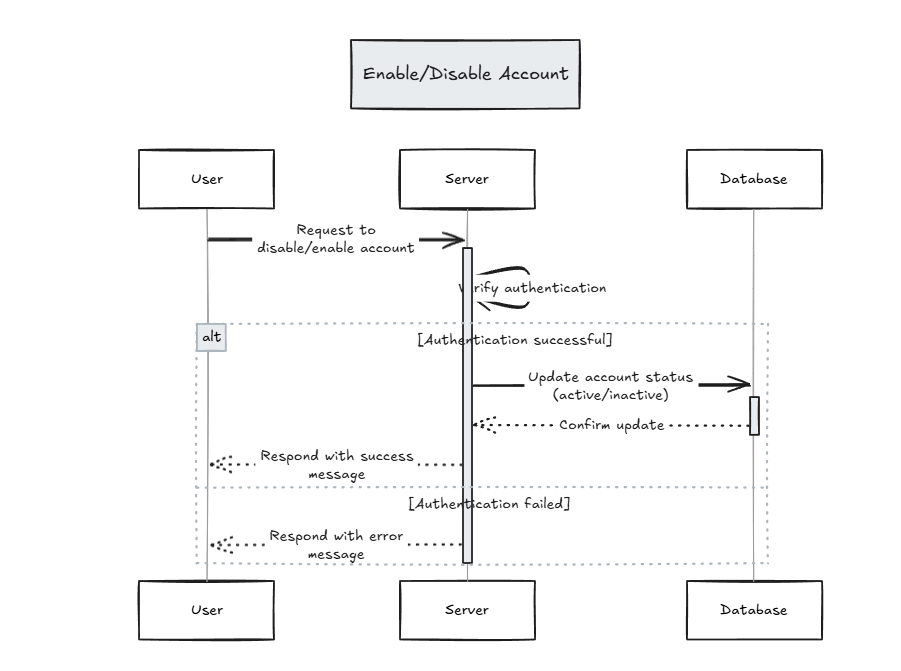 Enable/Disable Account
User
Server
Database
Request to
disable/enable account
Verify authentication
alt
[Authentication successful]
Update account status
(active/inactive)
Confirm update
Respond with success
message
[Authentication failed]
Respond with error
message
User
Server
Database